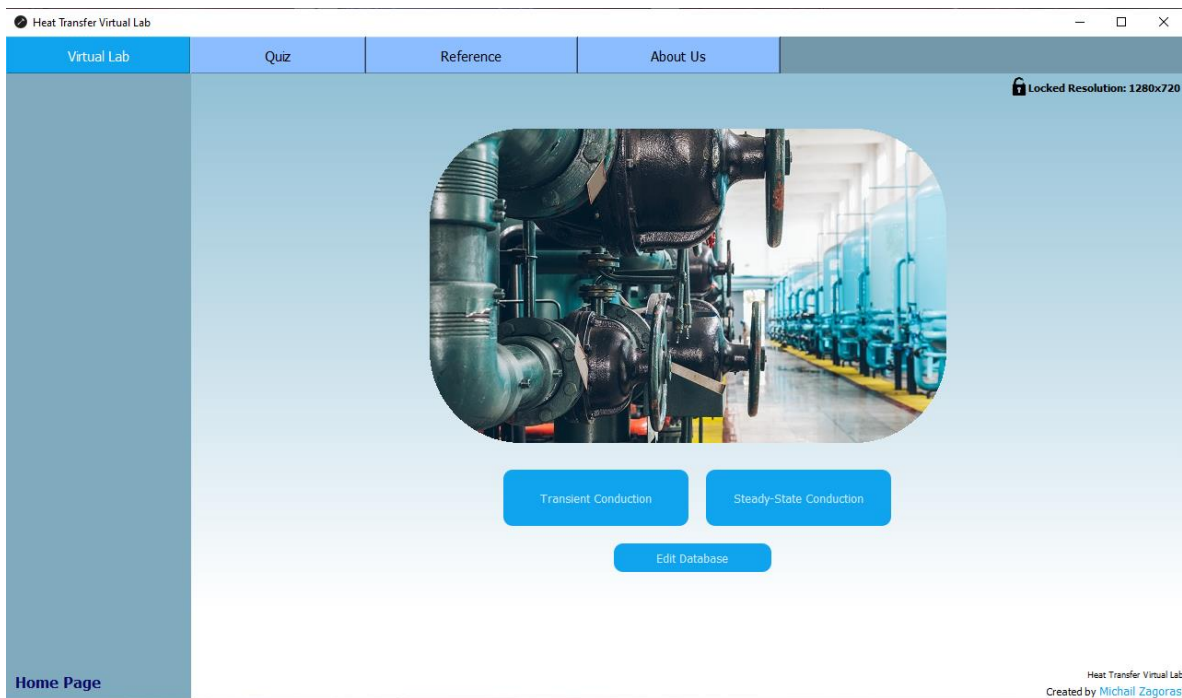 Heat Transfer Virtual Lab
Virtual Lab
Quiz
Reference
About Us
Locked Resolution: 1280x720
Transient Conduction
Steady-State Conduction
Edit Database
Home Page
Heat Transfer Virtual Lab
Created by Michail Zagoras